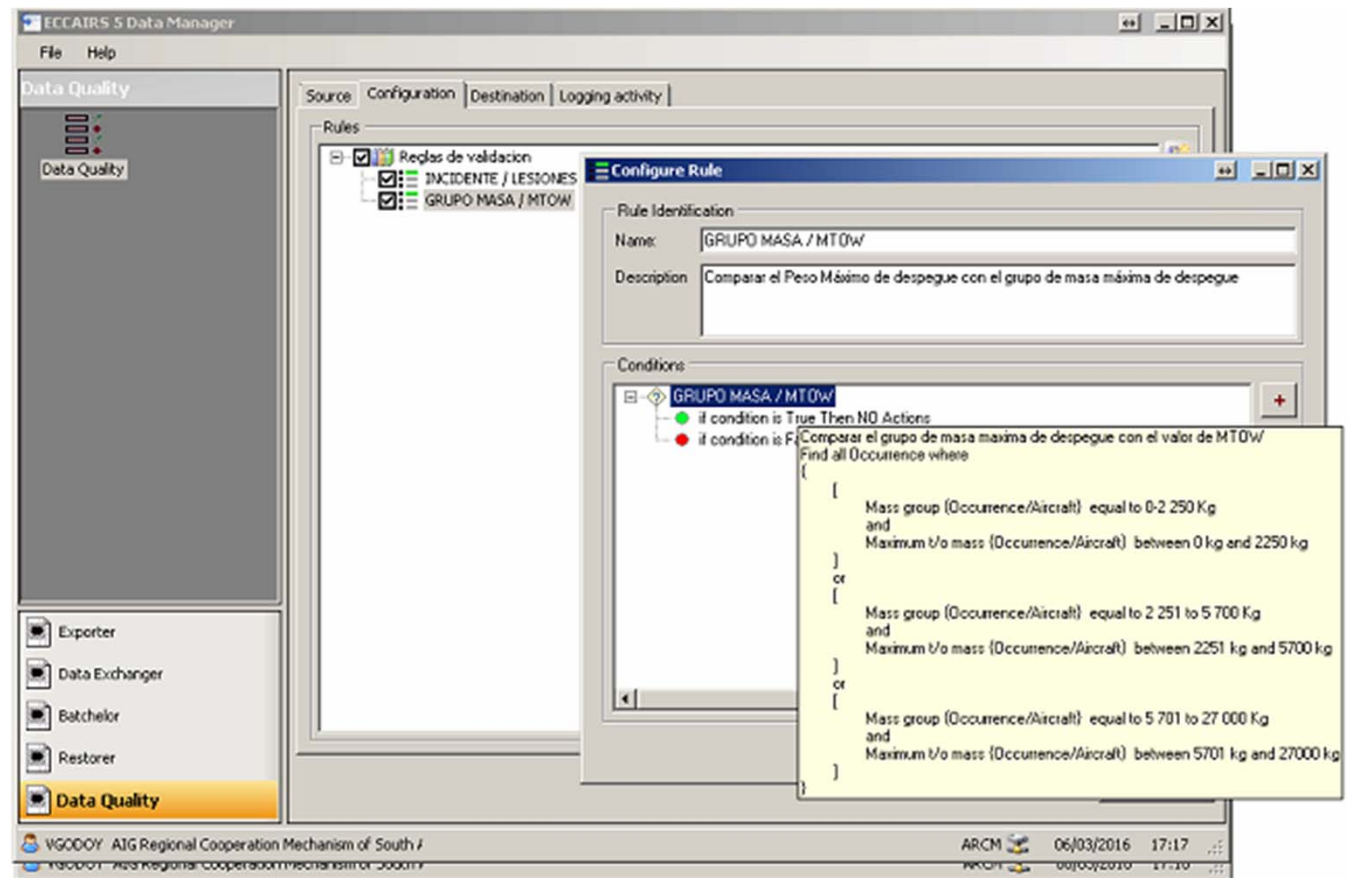 ECCAIRS 5 Data Manager
File Help
Data Quality
Data Quality
Source Configuration Destination Logging activity
Rules
Reglas de validacion
INCIDENTE / LESIONES
GRUPO MASA / MTOW
Configure Rule
Rule Identification
Name: GRUPO MASA / MTOW
Description Comparar el Peso Máximo de despegue con el grupo de masa máxima de despegue
Conditions
GRUPO MASA / MTOW
if condition is True Then NO Actions
if condition is Fa
Comparar el grupo de masa maxima de despegue con el valor de MTOW
Find all Occurrence where
{
[
Mass group {Occurrence/Aircraft} equal to 0-2 250 Kg
and
Maximum t/o mass {Occurrence/Aircraft} between 0 kg and 2250 kg
]
or
[
Mass group {Occurrence/Aircraft} equal to 2 251 to 5 700 Kg
and
Maximum t/o mass {Occurrence/Aircraft} between 2251 kg and 5700 kg
]
or
[
Mass group {Occurrence/Aircraft} equal to 5 701 to 27 000 Kg
and
Maximum t/o mass {Occurrence/Aircraft} between 5701 kg and 27000 kg
]
}
Exporter
Data Exchanger
Batchelor
Restorer
Data Quality
VGODOY AIG Regional Cooperation Mechanism of South A
ARCM 06/03/2016 17:17